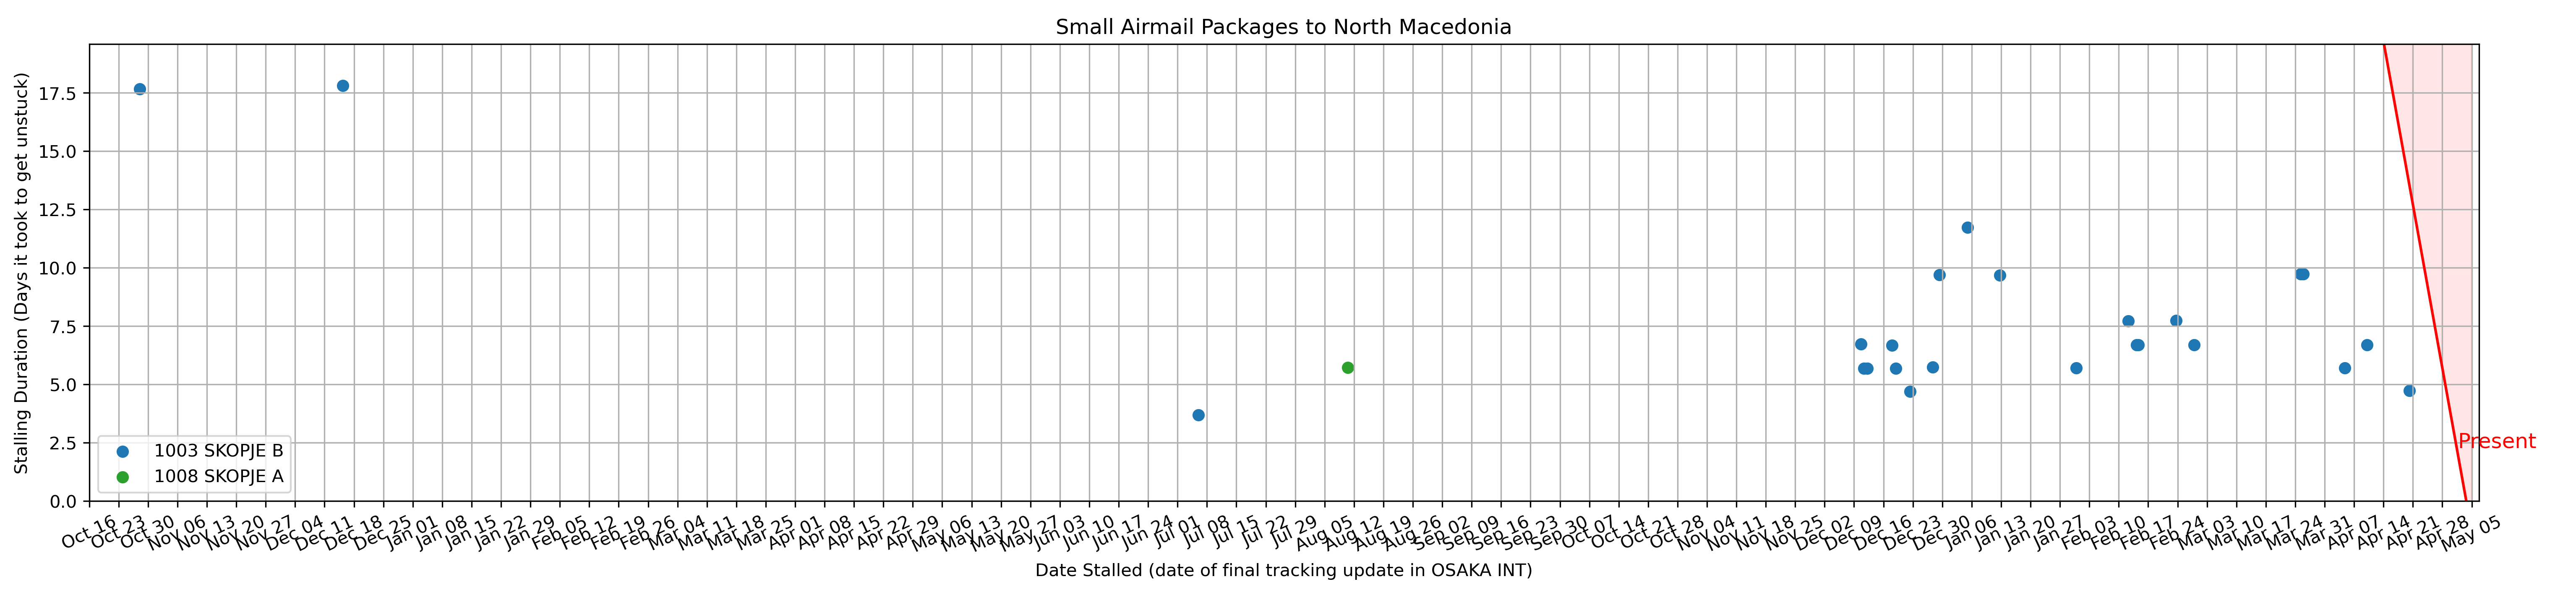 Small Airmail Packages to North Macedonia
Stalling Duration (Days it took to get unstuck)
17.5
15.0
12.5
10.0
7.5
5.0
2.5
0.0
1003 SKOPJE B
1008 SKOPJE A
Present
Oct 16
Oct 23
Oct 30
Nov 06
Nov 13
Nov 20
Nov 27
Dec 04
Dec 11
Dec 18
Dec 25
Jan 01
Jan 08
Jan 15
Jan 22
Jan 29
Feb 05
Feb 12
Feb 19
Feb 26
Mar 04
Mar 11
Mar 18
Mar 25
Apr 01
Apr 08
Apr 15
Apr 22
Apr 29
May 06
May 13
May 20
May 27
Jun 03
Jun 10
Jun 17
Jun 24
Jul 01
Jul 08
Jul 15
Jul 22
Jul 29
Aug 05
Aug 12
Aug 19
Aug 26
Sep 02
Sep 09
Sep 16
Sep 23
Sep 30
Oct 07
Oct 14
Oct 21
Oct 28
Nov 04
Nov 11
Nov 18
Nov 25
Dec 02
Dec 09
Dec 16
Dec 23
Dec 30
Jan 06
Jan 13
Jan 20
Jan 27
Feb 03
Feb 10
Feb 17
Feb 24
Mar 03
Mar 10
Mar 17
Mar 24
Mar 31
Apr 07
Apr 14
Apr 21
Apr 28
May 05
Date Stalled (date of final tracking update in OSAKA INT)